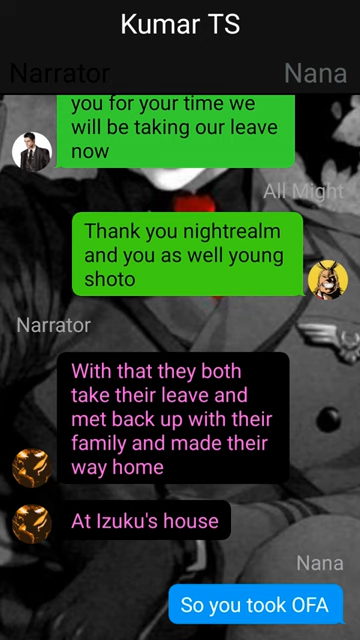 Kumar TS
Narrator
Nana
you for your time we
will be taking our leave
now
All Might
Thank you nightrealm
and you as well young
shoto
Narrator
With that they both
take their leave and
met back up with their
family and made their
way home
At Izuku's house
Nana
So you took OFA